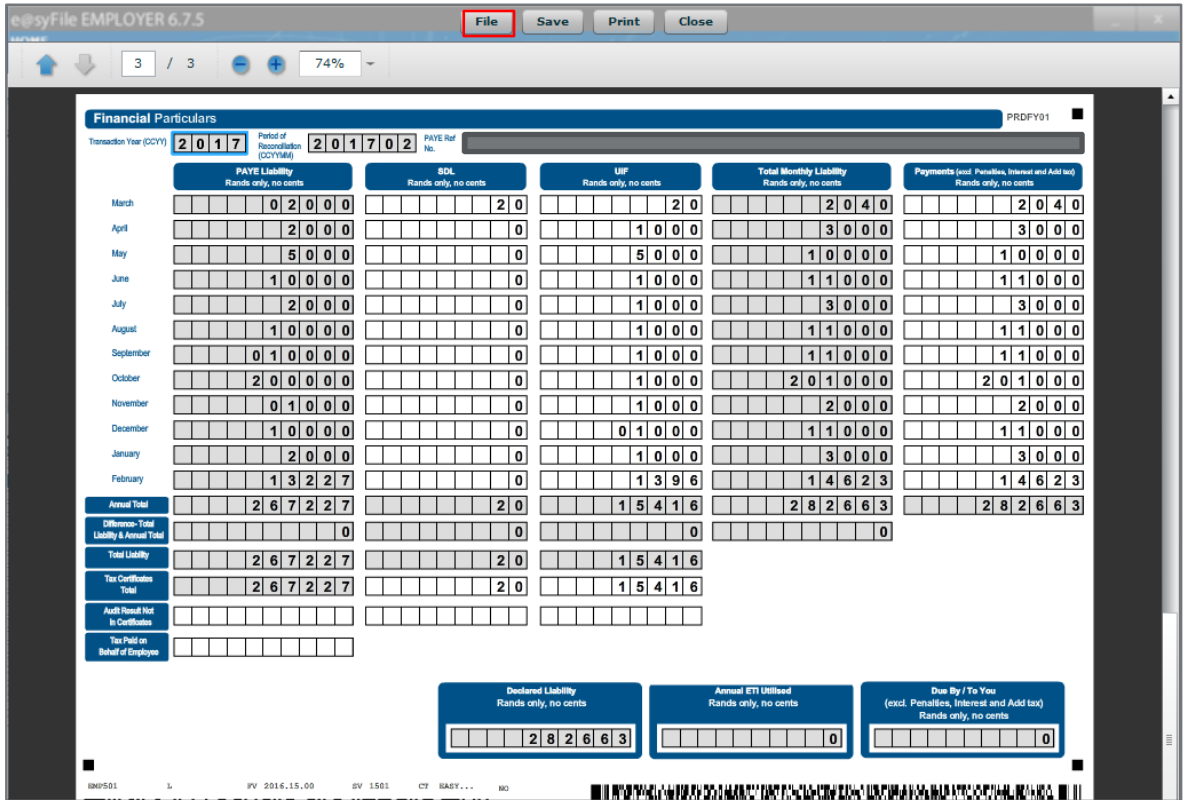 e@syFile EMPLOYER 6.7.5
File Save Print Close
3 / 3 74%
Financial Particulars PRDFY01
Transaction Year (CCYY) 2017 Period of Reconciliation (CCYYMM) 201702 PAYE Ref No.
PAYE Liability SDL UIF Total Monthly Liability Payments (excl. Penalties, Interest and Add tax)
Rands only, no cents Rands only, no cents Rands only, no cents Rands only, no cents Rands only, no cents
March 02000 20 20 2040 2040
April 2000 0 1000 3000 3000
May 5000 0 5000 10000 10000
June 10000 0 1000 11000 11000
July 2000 0 1000 3000 3000
August 10000 0 1000 11000 11000
September 010000 0 1000 11000 11000
October 200000 0 1000 201000 201000
November 01000 0 1000 2000 2000
December 10000 0 01000 11000 11000
January 2000 0 1000 3000 3000
February 13227 0 1396 14623 14623
Annual Total 267227 20 15416 282663 282663
Difference- Total Liability & Annual Total 0 0 0 0
Total Liability 267227 20 15416
Tax Certificates Total 267227 20 15416
Audit Result Not In Certificates
Tax Paid on Behalf of Employee
Declared Liability Annual ETI Utilised Due By / To You
Rands only, no cents Rands only, no cents (excl. Penalties, Interest and Add tax)
Rands only, no cents
282663 0 0
EMP501 L FV 2016.15.00 SV 1501 CT EASY... NO